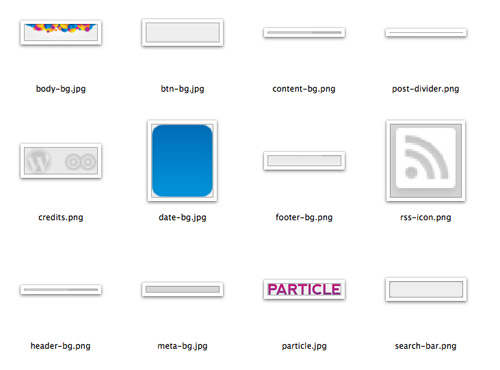 body-bg.jpg
btn-bg.jpg
content-bg.png
post-divider.png
credits.png
date-bg.jpg
footer-bg.png
rss-icon.png
PARTICLE
header-bg.png
meta-bg.jpg
particle.jpg
search-bar.png